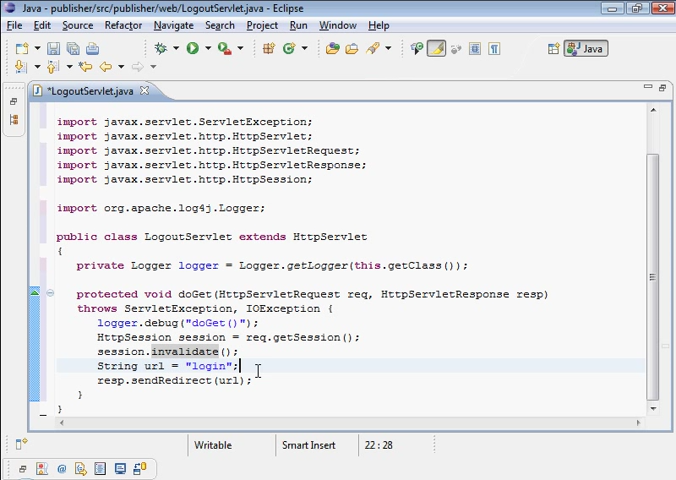 Java - publisher/src/publisher/web/LogoutServlet.java - Eclipse
File Edit Source Refactor Navigate Search Project Run Window Help
Java
*LogoutServlet.java
import javax.servlet.ServletException;
import javax.servlet.http.HttpServlet;
import javax.servlet.http.HttpServletRequest;
import javax.servlet.http.HttpServletResponse;
import javax.servlet.http.HttpSession;
import org.apache.log4j.Logger;
public class LogoutServlet extends HttpServlet
{
private Logger logger = Logger.getLogger(this.getClass());
protected void doGet(HttpServletRequest req, HttpServletResponse resp)
throws ServletException, IOException {
logger.debug("doGet()");
HttpSession session = req.getSession();
session.invalidate();
String url = "login";
resp.sendRedirect(url);
}
}
Writable Smart Insert 22 : 28